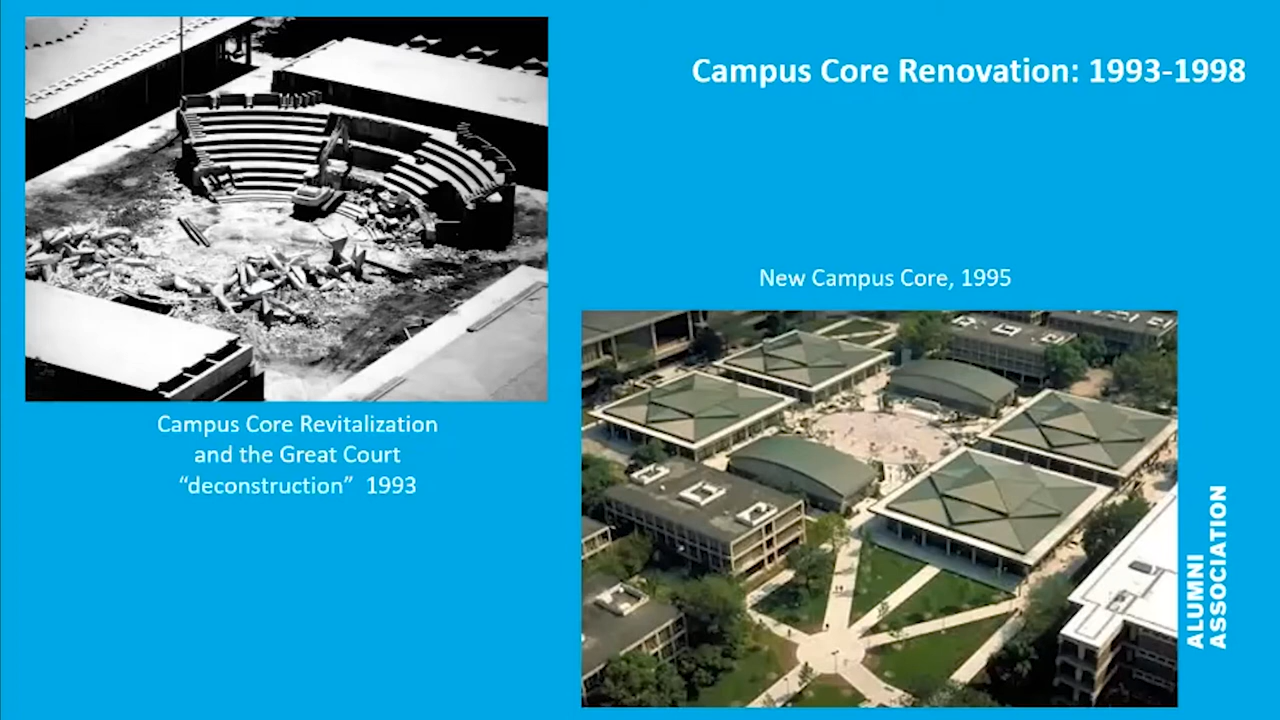 Campus Core Renovation: 1993-1998
New Campus Core, 1995
Campus Core Revitalization
and the Great Court
“deconstruction”  1993
ALUMNI
ASSOCIATION